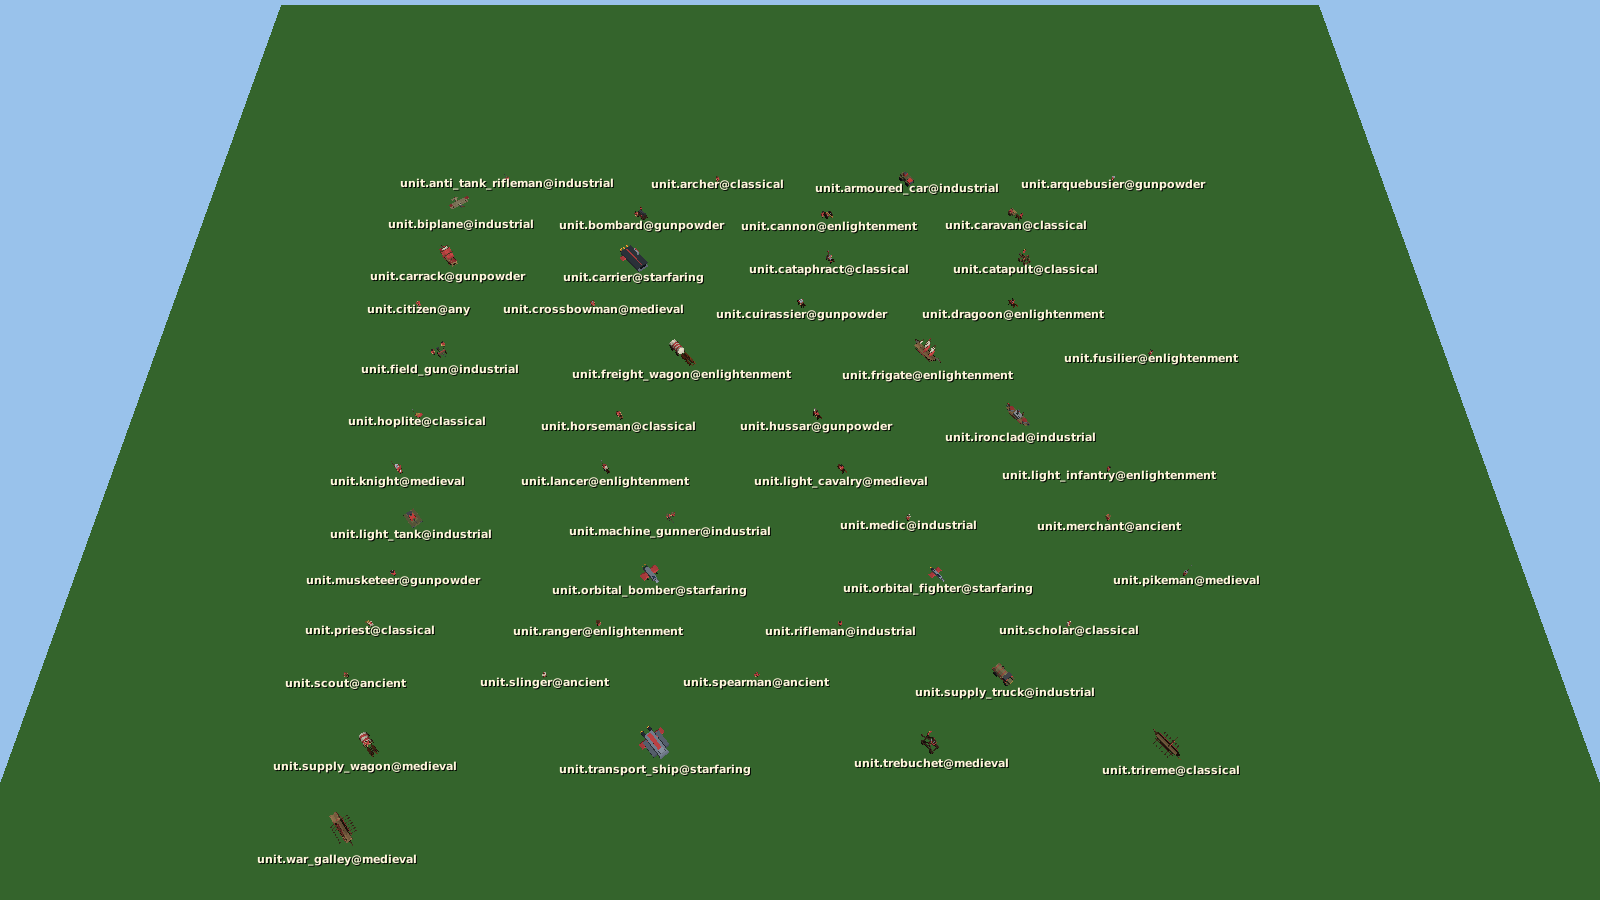 unit.anti_tank_rifleman@industrial
unit.archer@classical
unit.armoured_car@industrial
unit.arquebusier@gunpowder
unit.biplane@industrial
unit.bombard@gunpowder
unit.cannon@enlightenment
unit.caravan@classical
unit.carrack@gunpowder
unit.carrier@starfaring
unit.cataphract@classical
unit.catapult@classical
unit.citizen@any
unit.crossbowman@medieval
unit.cuirassier@gunpowder
unit.dragoon@enlightenment
unit.field_gun@industrial
unit.freight_wagon@enlightenment
unit.frigate@enlightenment
unit.fusilier@enlightenment
unit.hoplite@classical
unit.horseman@classical
unit.hussar@gunpowder
unit.ironclad@industrial
unit.knight@medieval
unit.lancer@enlightenment
unit.light_cavalry@medieval
unit.light_infantry@enlightenment
unit.light_tank@industrial
unit.machine_gunner@industrial
unit.medic@industrial
unit.merchant@ancient
unit.musketeer@gunpowder
unit.orbital_bomber@starfaring
unit.orbital_fighter@starfaring
unit.pikeman@medieval
unit.priest@classical
unit.ranger@enlightenment
unit.rifleman@industrial
unit.scholar@classical
unit.scout@ancient
unit.slinger@ancient
unit.spearman@ancient
unit.supply_truck@industrial
unit.supply_wagon@medieval
unit.transport_ship@starfaring
unit.trebuchet@medieval
unit.trireme@classical
unit.war_galley@medieval